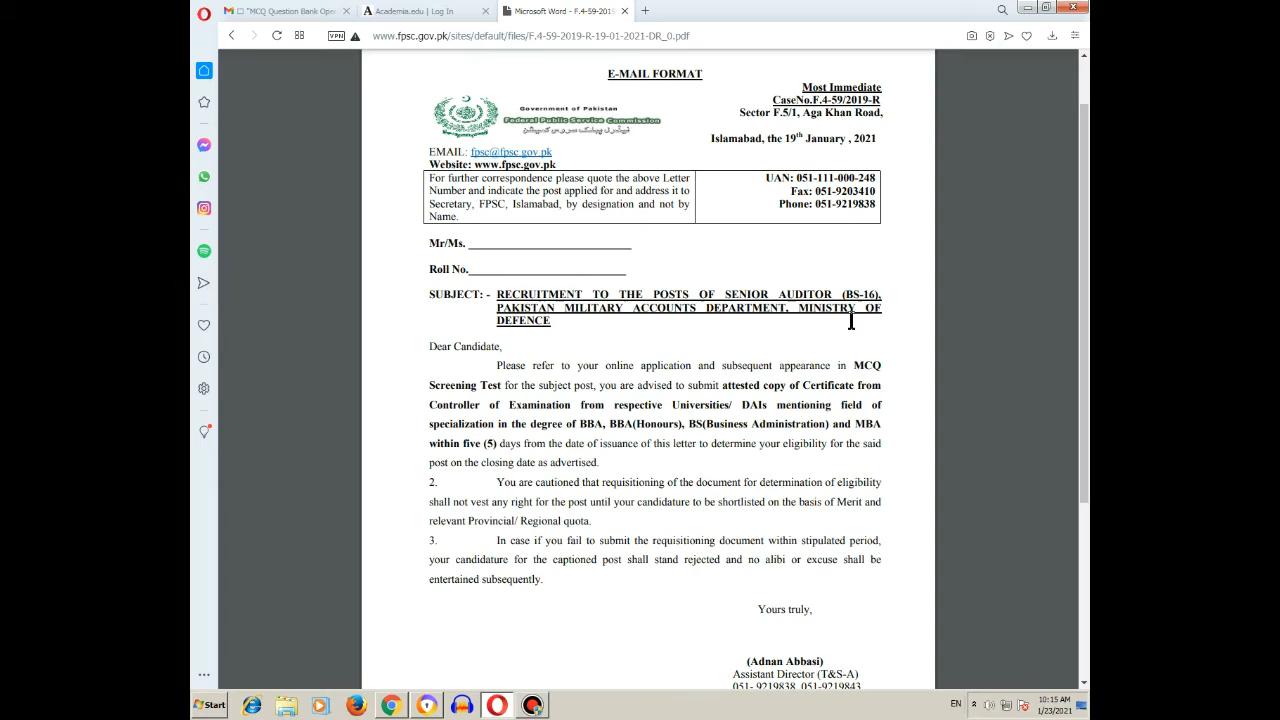 "MCQ Question Bank Ope
Academia.edu | Log In
Microsoft Word - F.4-59-2019
VPN
www.fpsc.gov.pk/sites/default/files/F.4-59-2019-R-19-01-2021-DR_0.pdf
E-MAIL FORMAT
Most Immediate
CaseNo.F.4-59/2019-R
Sector F.5/1, Aga Khan Road,
Government of Pakistan
Federal Public Service Commission
فیڈرل پبلک سروس کمیشن
Islamabad, the 19th January , 2021
EMAIL: fpsc@fpsc.gov.pk
Website: www.fpsc.gov.pk
For further correspondence please quote the above Letter
Number and indicate the post applied for and address it to
Secretary, FPSC, Islamabad, by designation and not by
Name.
UAN: 051-111-000-248
Fax: 051-9203410
Phone: 051-9219838
Mr/Ms.
Roll No.
SUBJECT: - RECRUITMENT TO THE POSTS OF SENIOR AUDITOR (BS-16),
PAKISTAN MILITARY ACCOUNTS DEPARTMENT, MINISTRY OF
DEFENCE
Dear Candidate,
Please refer to your online application and subsequent appearance in MCQ
Screening Test for the subject post, you are advised to submit attested copy of Certificate from
Controller of Examination from respective Universities/ DAIs mentioning field of
specialization in the degree of BBA, BBA(Honours), BS(Business Administration) and MBA
within five (5) days from the date of issuance of this letter to determine your eligibility for the said
post on the closing date as advertised.
2. You are cautioned that requisitioning of the document for determination of eligibility
shall not vest any right for the post until your candidature to be shortlisted on the basis of Merit and
relevant Provincial/ Regional quota.
3. In case if you fail to submit the requisitioning document within stipulated period,
your candidature for the captioned post shall stand rejected and no alibi or excuse shall be
entertained subsequently.
Yours truly,
(Adnan Abbasi)
Assistant Director (T&S-A)
051- 9219838, 051-9219843
Start
EN
10:15 AM
1/23/2021